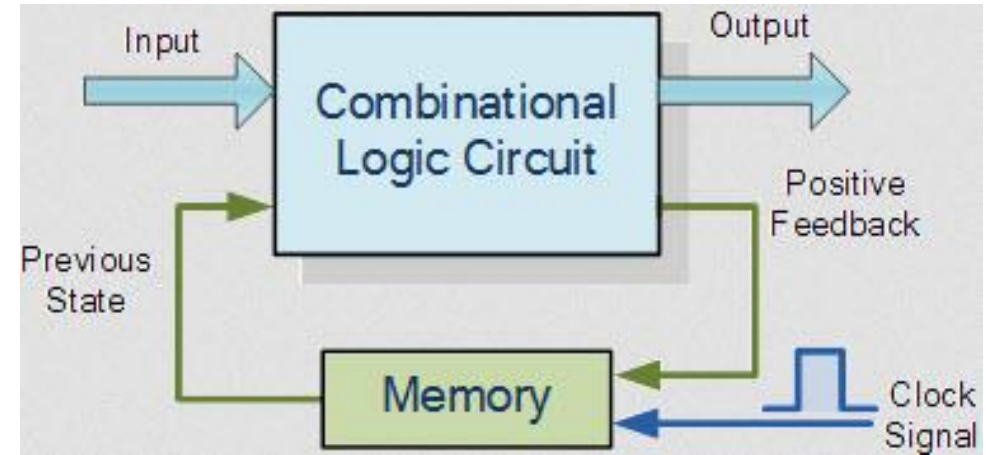 Input
Output
Combinational
Logic Circuit
Positive
Feedback
Previous
State
Memory
Clock
Signal